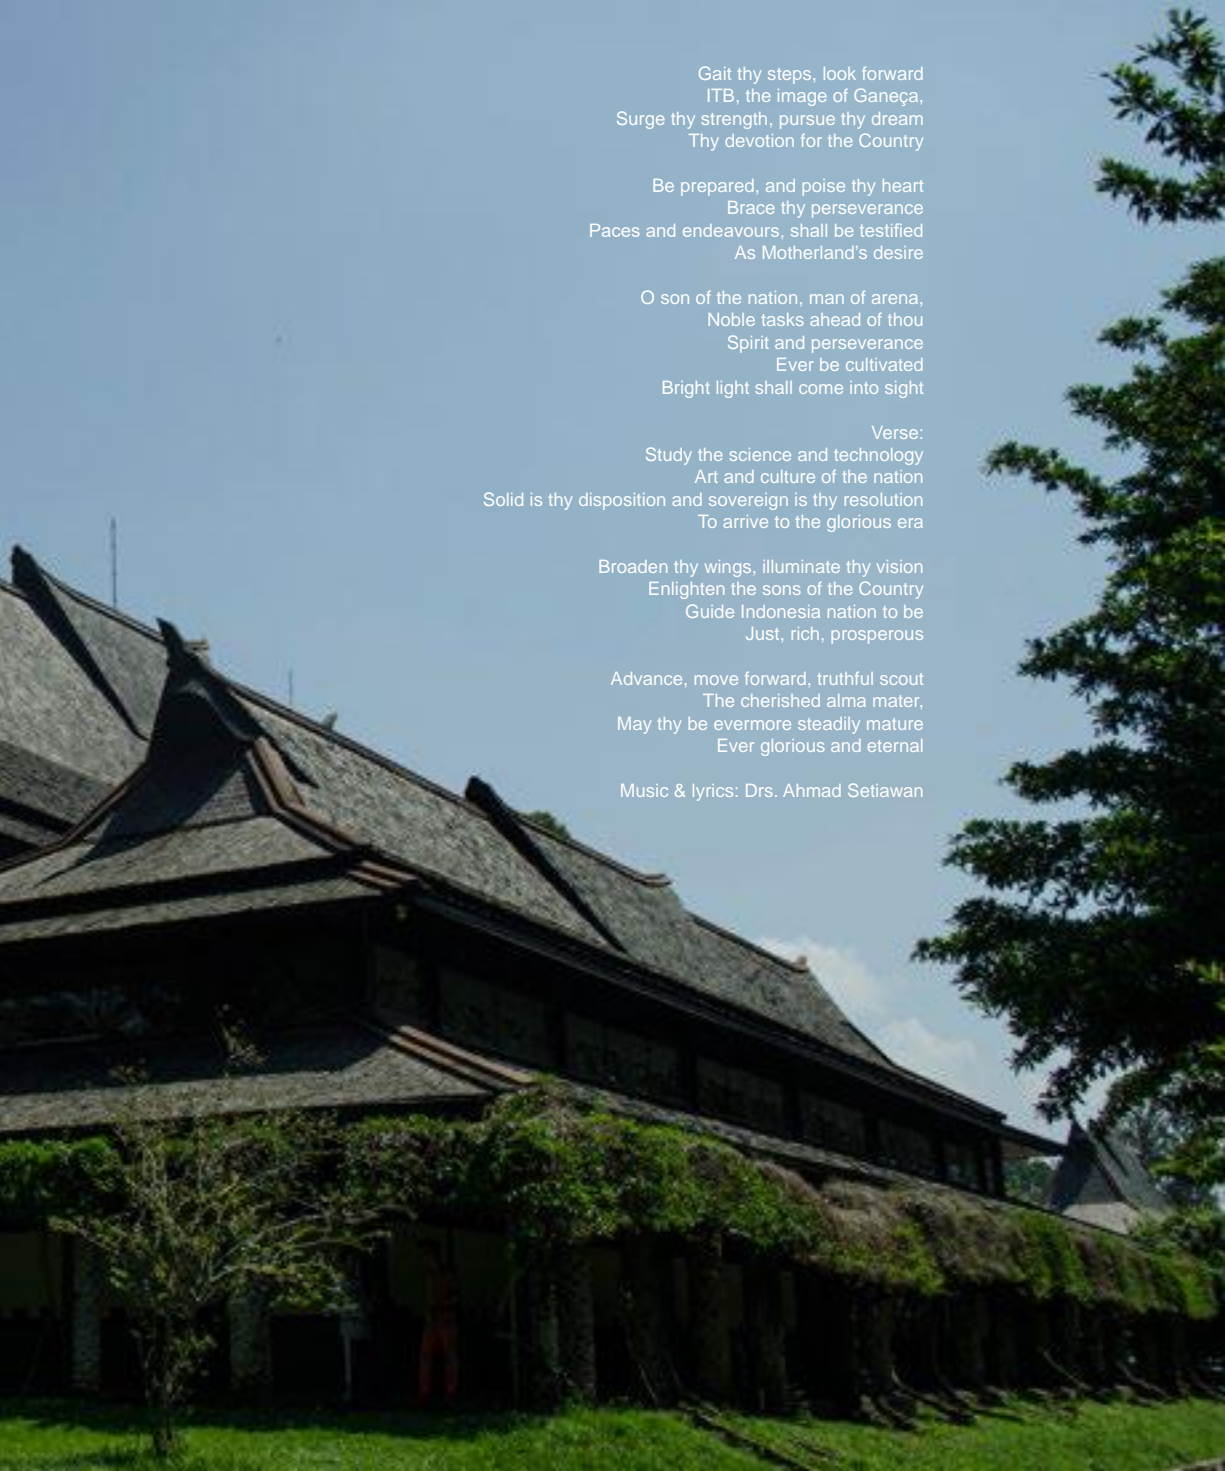 Gait thy steps, look forward
ITB, the image of Ganeça,
Surge thy strength, pursue thy dream
Thy devotion for the Country
Be prepared, and poise thy heart
Brace thy perseverance
Paces and endeavours, shall be testified
As Motherland's desire
O son of the nation, man of arena,
Noble tasks ahead of thou
Spirit and perseverance
Ever be cultivated
Bright light shall come into sight
Verse:
Study the science and technology
Art and culture of the nation
Solid is thy disposition and sovereign is thy resolution
To arrive to the glorious era
Broaden thy wings, illuminate thy vision
Enlighten the sons of the Country
Guide Indonesia nation to be
Just, rich, prosperous
Advance, move forward, truthful scout
The cherished alma mater,
May thy be evermore steadily mature
Ever glorious and eternal
Music & lyrics: Drs. Ahmad Setiawan